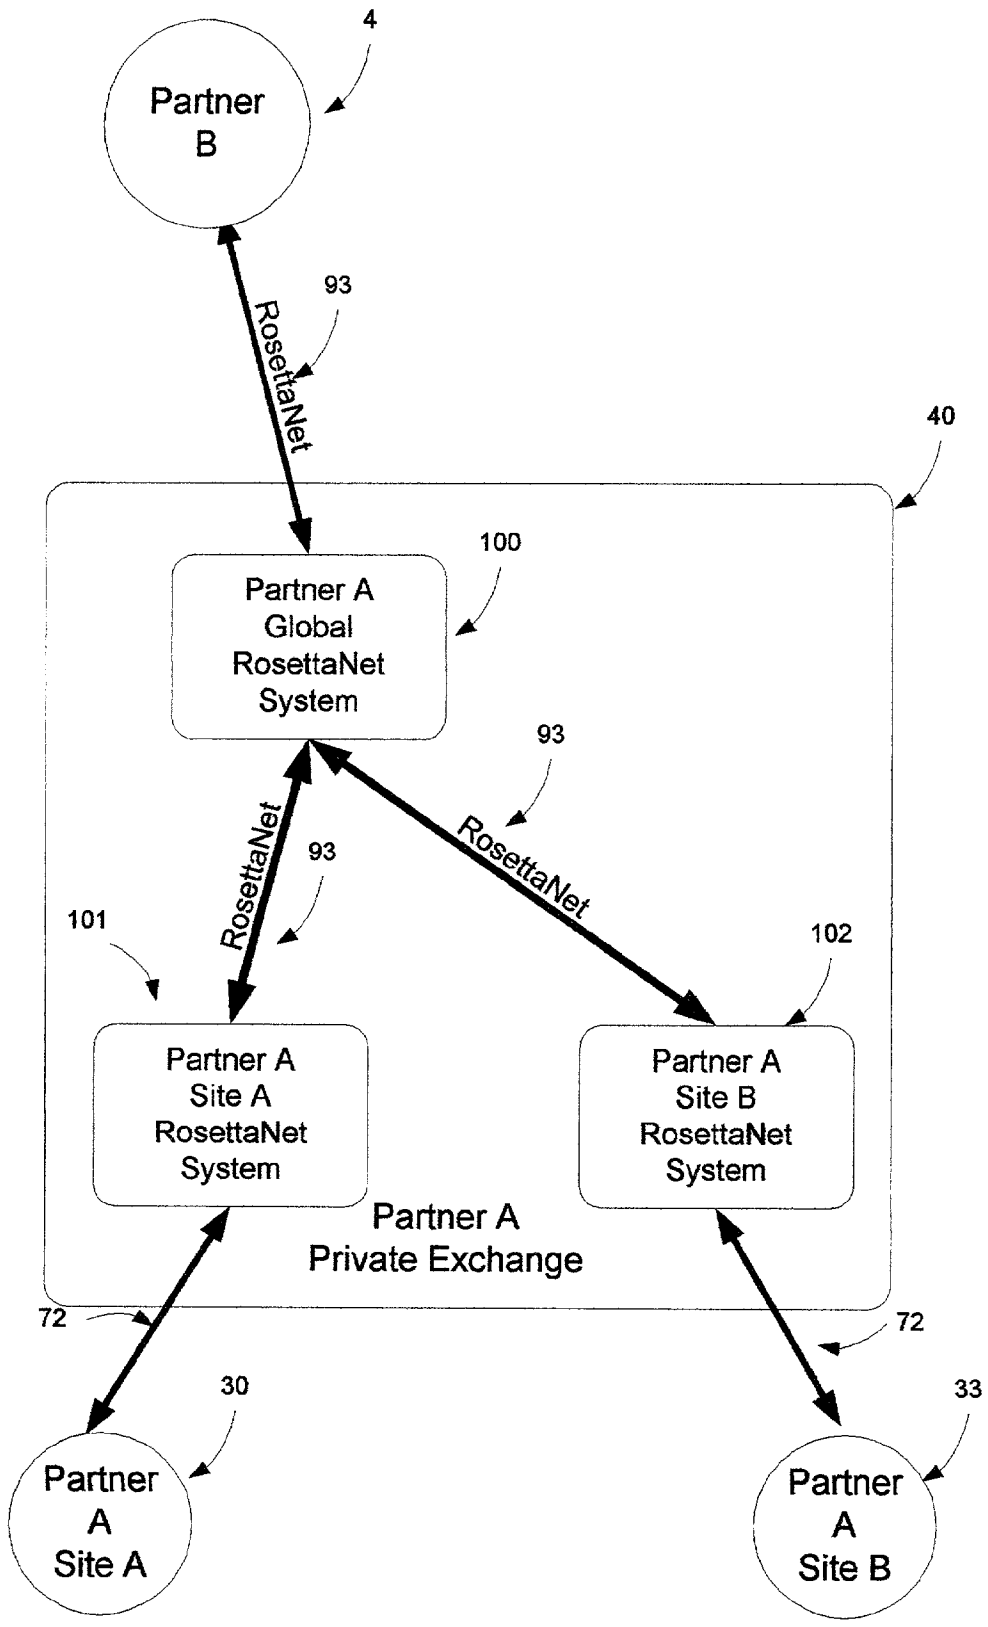 4
Partner
B
93
RosettaNet
40
100
Partner A
Global
RosettaNet
System
93
RosettaNet
RosettaNet
93
101
102
Partner A
Site A
RosettaNet
System
Partner A
Site B
RosettaNet
System
Partner A
Private Exchange
72
72
30
33
Partner
A
Site A
Partner
A
Site B